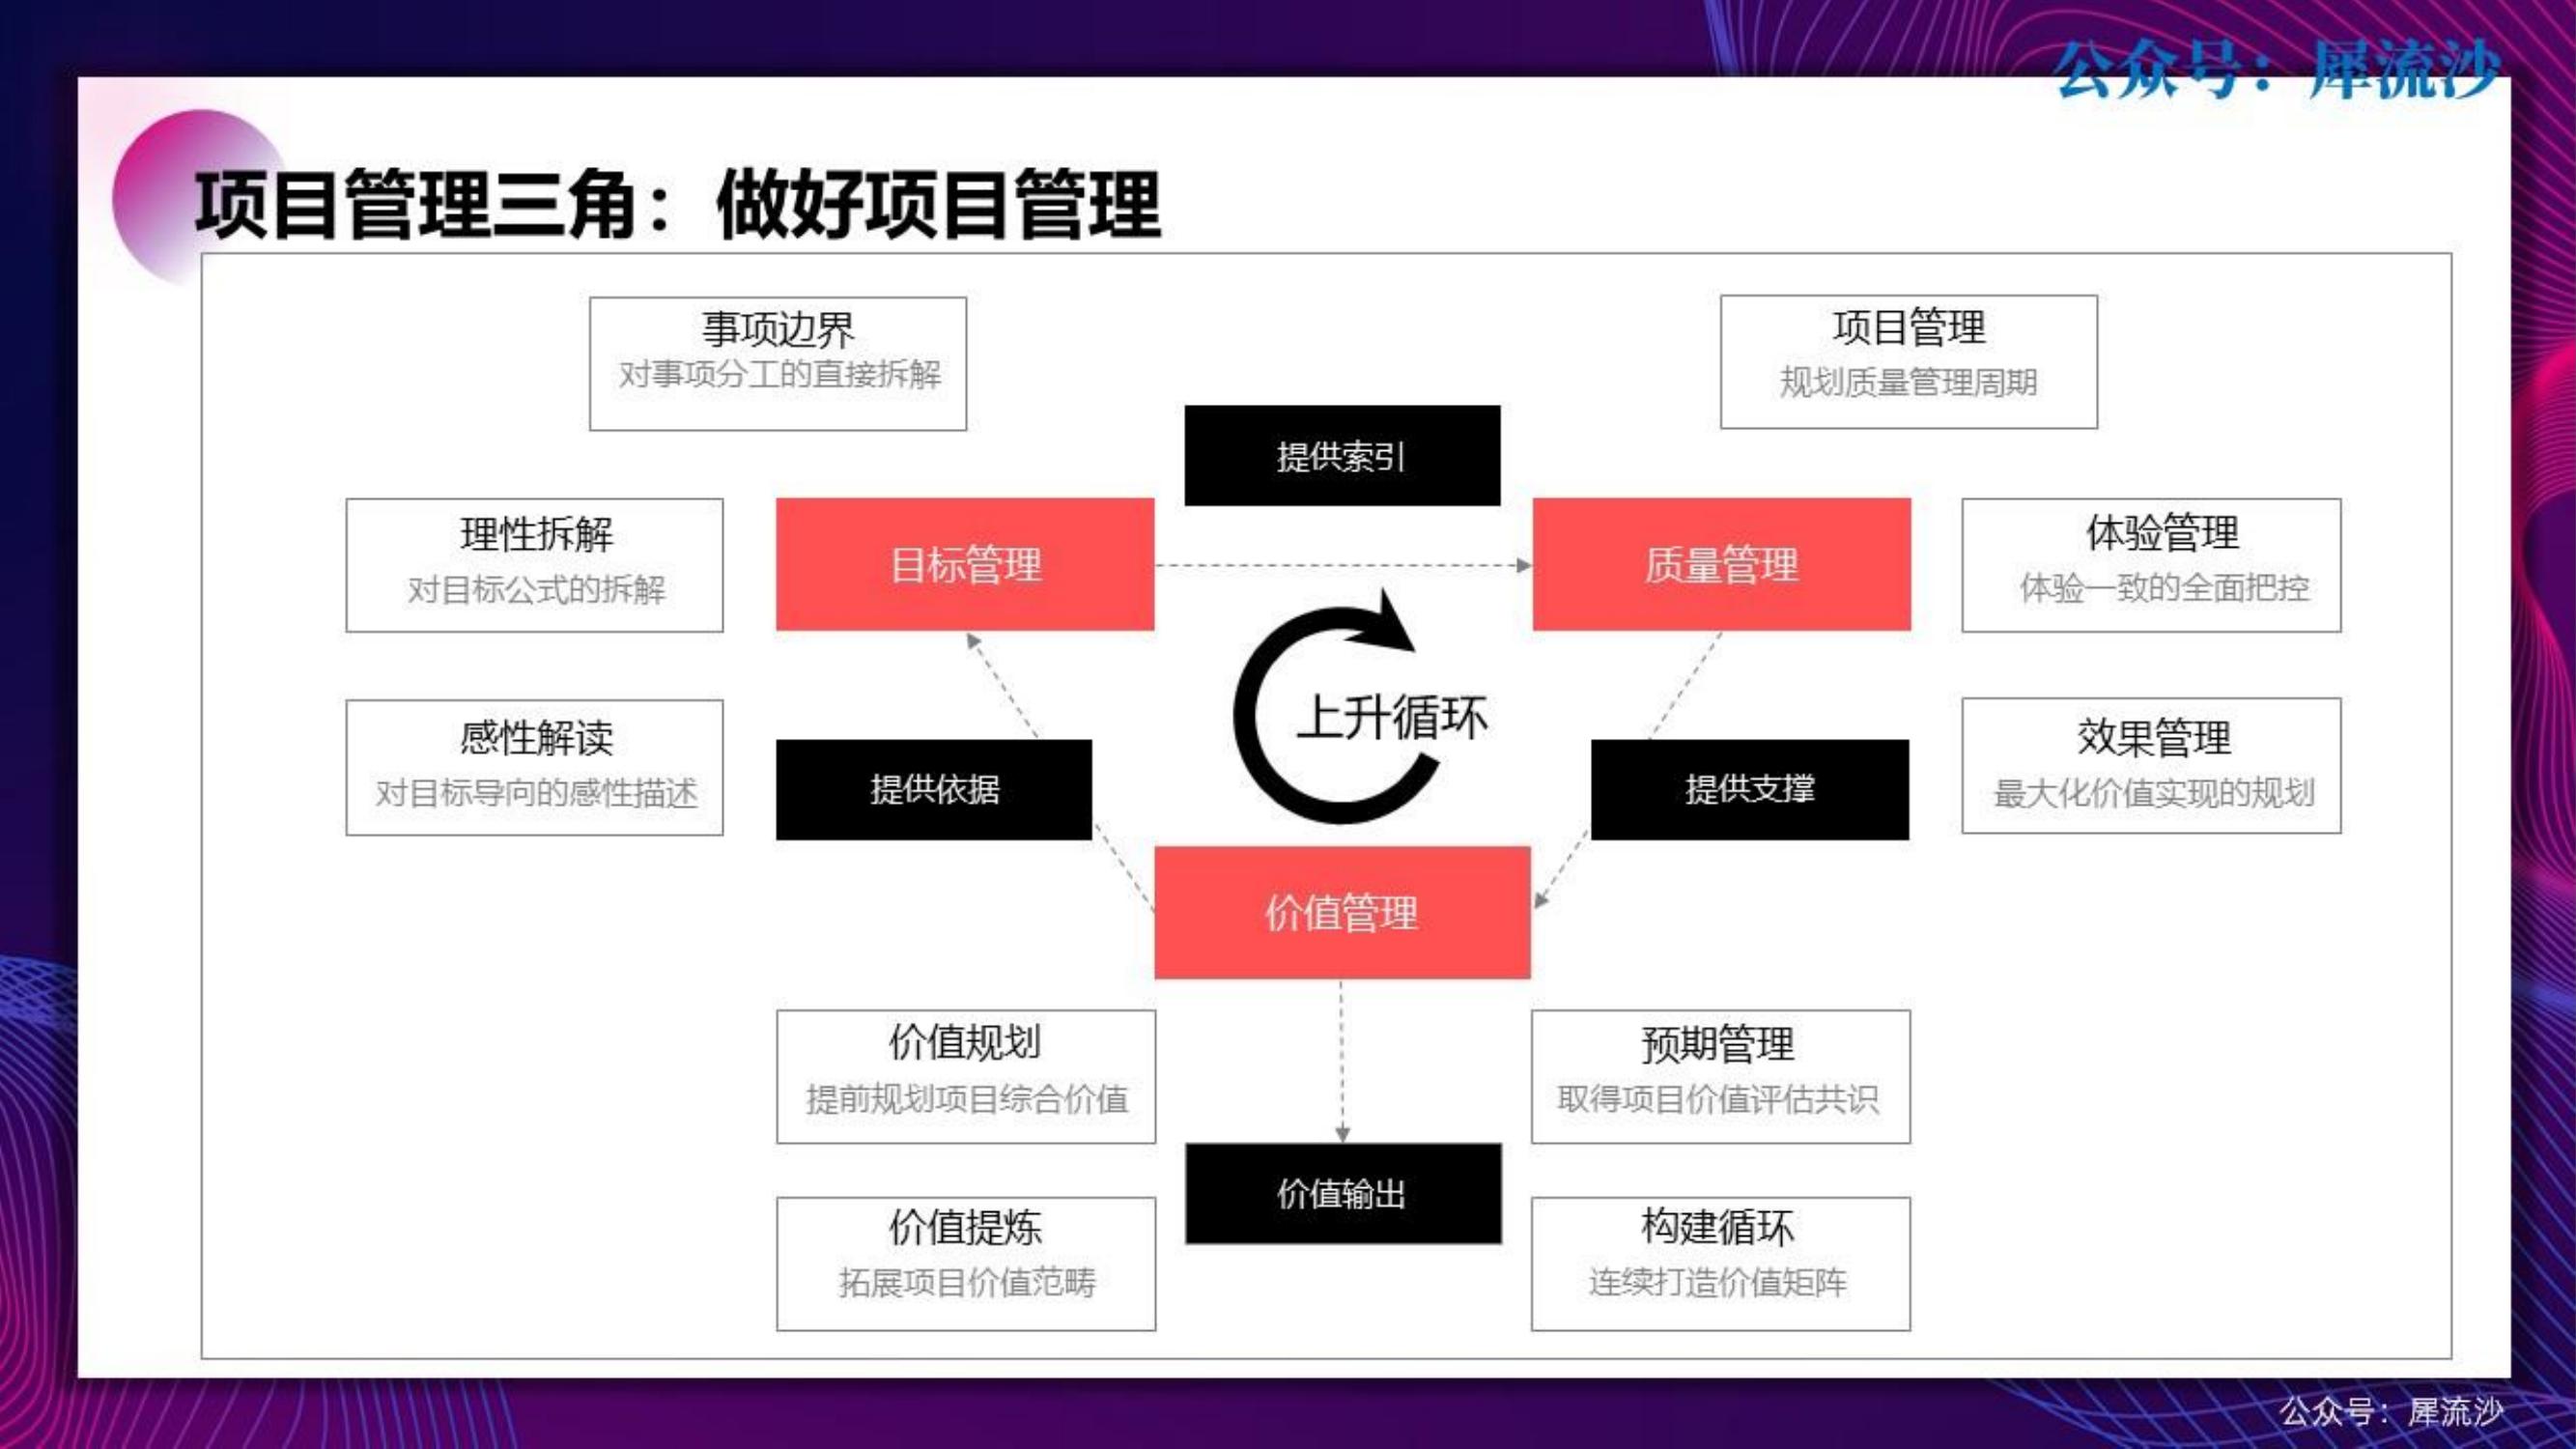 公众号：犀流沙
项目管理三角：做好项目管理
事项边界
对事项分工的直接拆解
项目管理
规划质量管理周期
提供索引
理性拆解
对目标公式的拆解
目标管理
质量管理
体验管理
体验一致的全面把控
上升循环
感性解读
对目标导向的感性描述
提供依据
提供支撑
效果管理
最大化价值实现的规划
价值管理
价值规划
提前规划项目综合价值
预期管理
取得项目价值评估共识
价值输出
价值提炼
拓展项目价值范畴
构建循环
连续打造价值矩阵
公众号：犀流沙